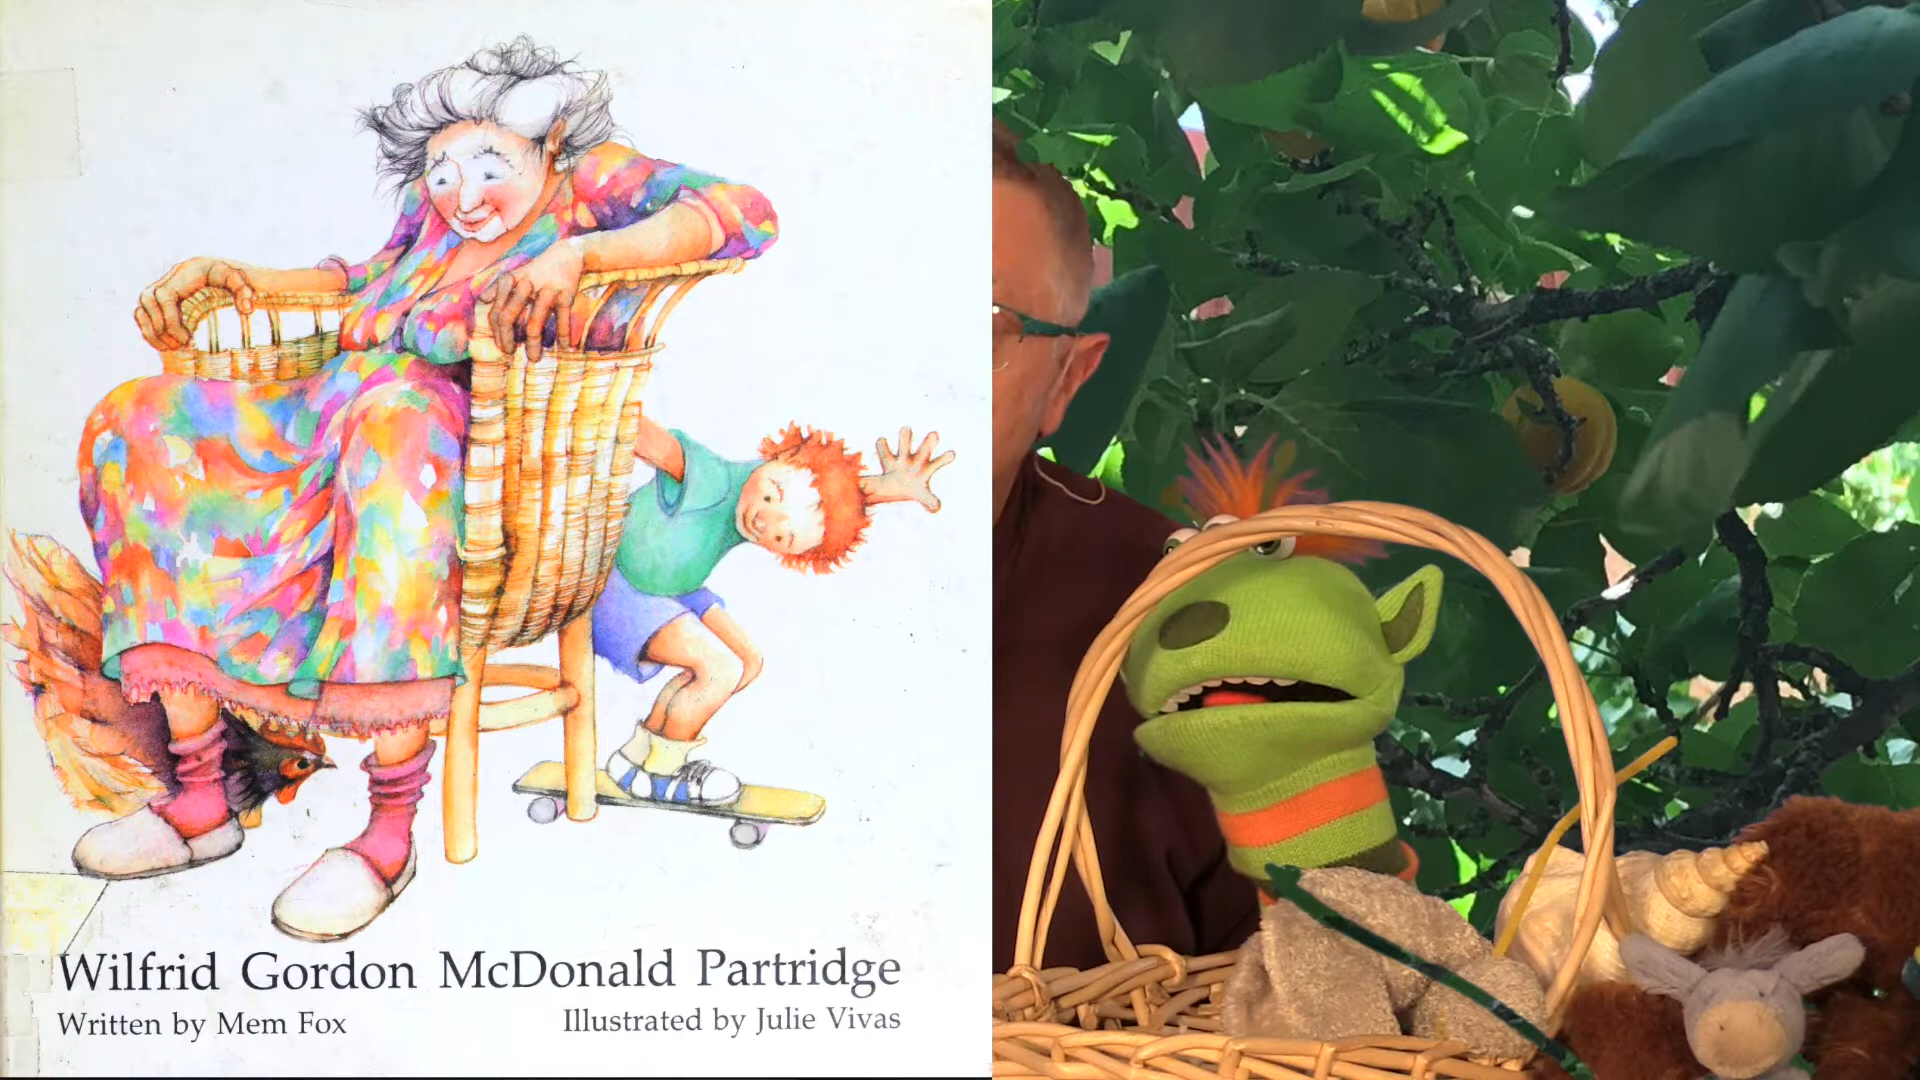 Wilfrid Gordon McDonald Partridge
Written by Mem Fox
Illustrated by Julie Vivas